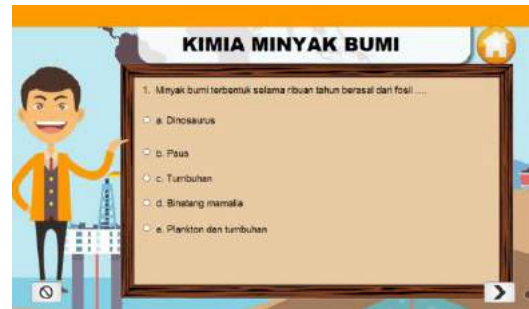 KIMIA MINYAK BUMI
1. Minyak bumi terbentuk selama ribuan tahun berasal dari fosil ....
a. Dinosaurus
b. Paus
c. Tumbuhan
d. Binatang mamalia
e. Plankton dan tumbuhan